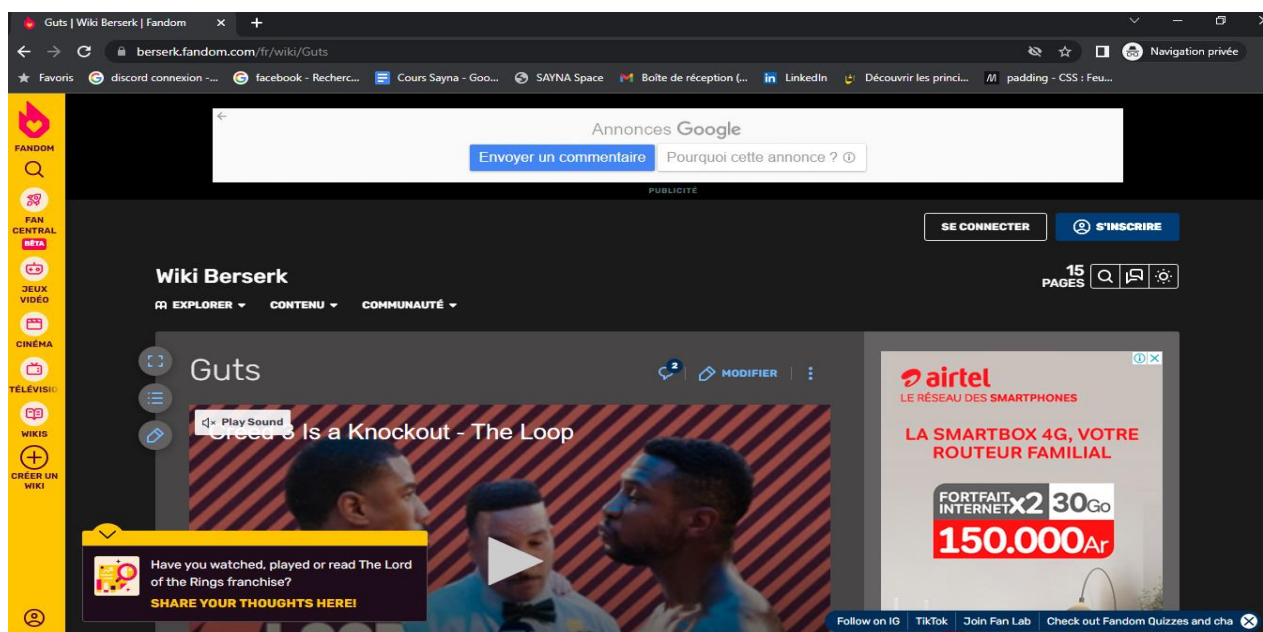 Guts | Wiki Berserk | Fandom
berserk.fandom.com/fr/wiki/Guts
Navigation privée
Favoris
discord connexion -...
facebook - Recherc...
Cours Sayna - Goo...
SAYNA Space
Boîte de réception (...
LinkedIn
Découvrir les princi...
padding - CSS : Feu...
FANDOM
FAN
CENTRAL
BÊTA
JEUX
VIDÉO
CINÉMA
TÉLÉVISIO
WIKIS
CRÉER UN
WIKI
Annonces Google
Envoyer un commentaire
Pourquoi cette annonce ?
PUBLICITÉ
SE CONNECTER
S'INSCRIRE
Wiki Berserk
15
PAGES
EXPLORER
CONTENU
COMMUNAUTÉ
Guts
2
MODIFIER
Play Sound
Creed 3 Is a Knockout - The Loop
Have you watched, played or read The Lord
of the Rings franchise?
SHARE YOUR THOUGHTS HERE!
airtel
LE RÉSEAU DES SMARTPHONES
LA SMARTBOX 4G, VOTRE
ROUTEUR FAMILIAL
FORTFAIT
INTERNET
X2
30Go
150.000Ar
Follow on IG
TikTok
Join Fan Lab
Check out Fandom Quizzes and cha